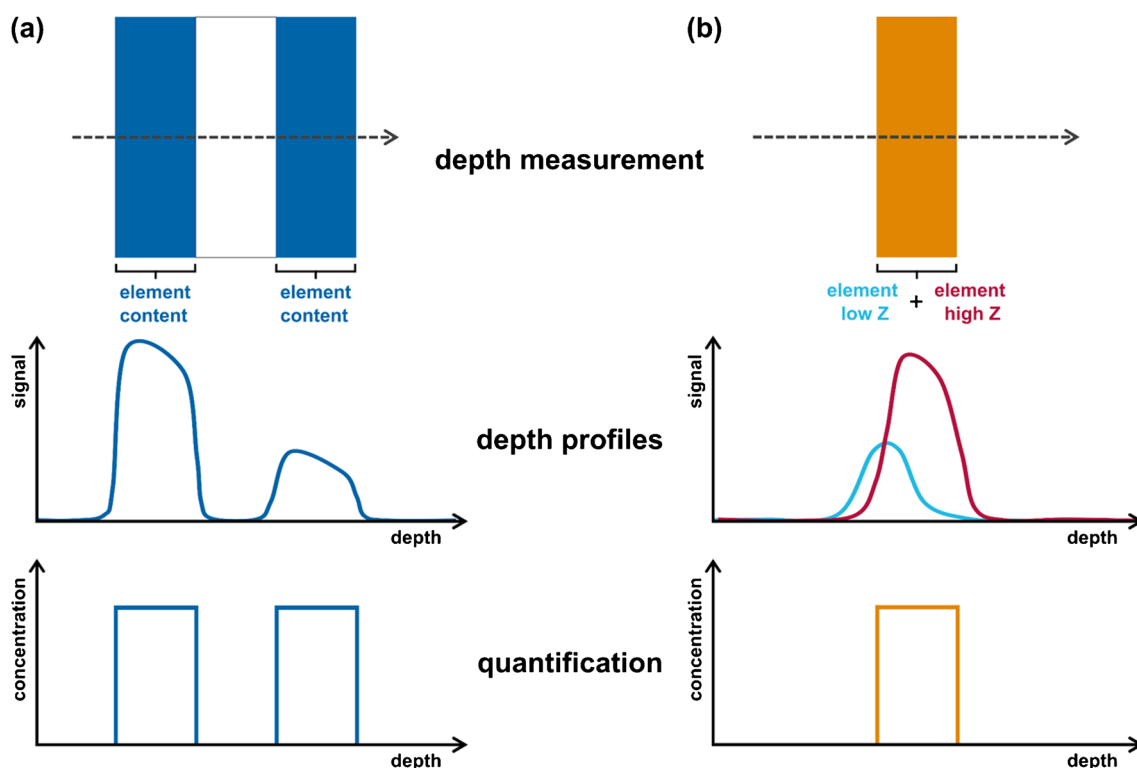 (a)
(b)
depth measurement
element
content
element
content
element
low Z
+
element
high Z
signal
depth
depth profiles
signal
depth
concentration
depth
quantification
concentration
depth